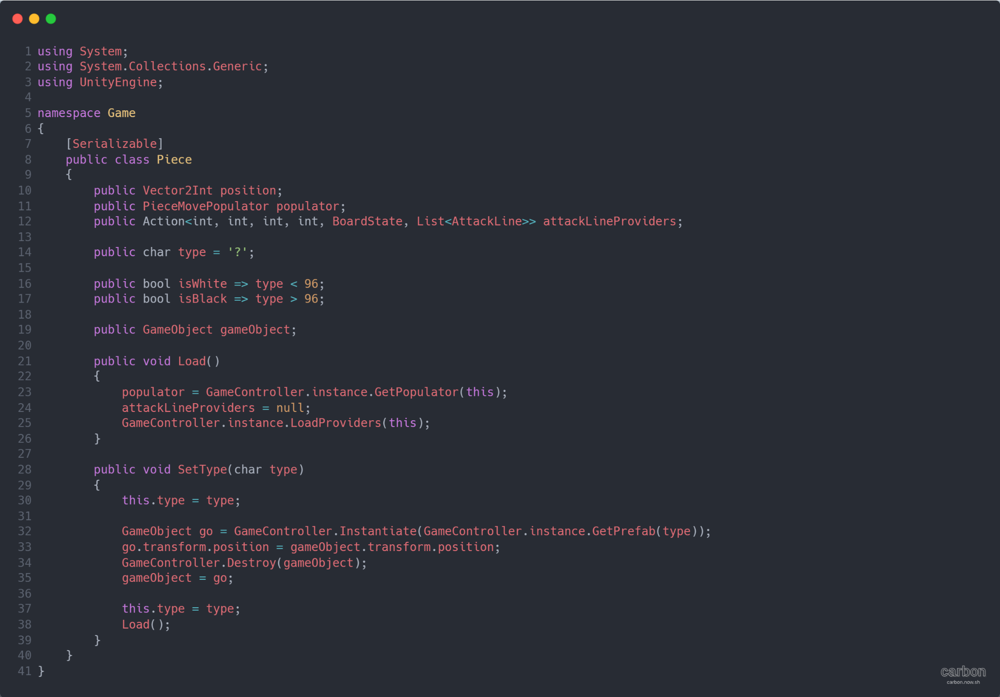 1 using System;
2 using System.Collections.Generic;
3 using UnityEngine;
4
5 namespace Game
6 {
7     [Serializable]
8     public class Piece
9     {
10         public Vector2Int position;
11         public PieceMovePopulator populator;
12         public Action<int, int, int, int, BoardState, List<AttackLine>> attackLineProviders;
13
14         public char type = '?';
15
16         public bool isWhite => type < 96;
17         public bool isBlack => type > 96;
18
19         public GameObject gameObject;
20
21         public void Load()
22         {
23             populator = GameController.instance.GetPopulator(this);
24             attackLineProviders = null;
25             GameController.instance.LoadProviders(this);
26         }
27
28         public void SetType(char type)
29         {
30             this.type = type;
31
32             GameObject go = GameController.Instantiate(GameController.instance.GetPrefab(type));
33             go.transform.position = gameObject.transform.position;
34             GameController.Destroy(gameObject);
35             gameObject = go;
36
37             this.type = type;
38             Load();
39         }
40     }
41 }
carbon
carbon.now.sh